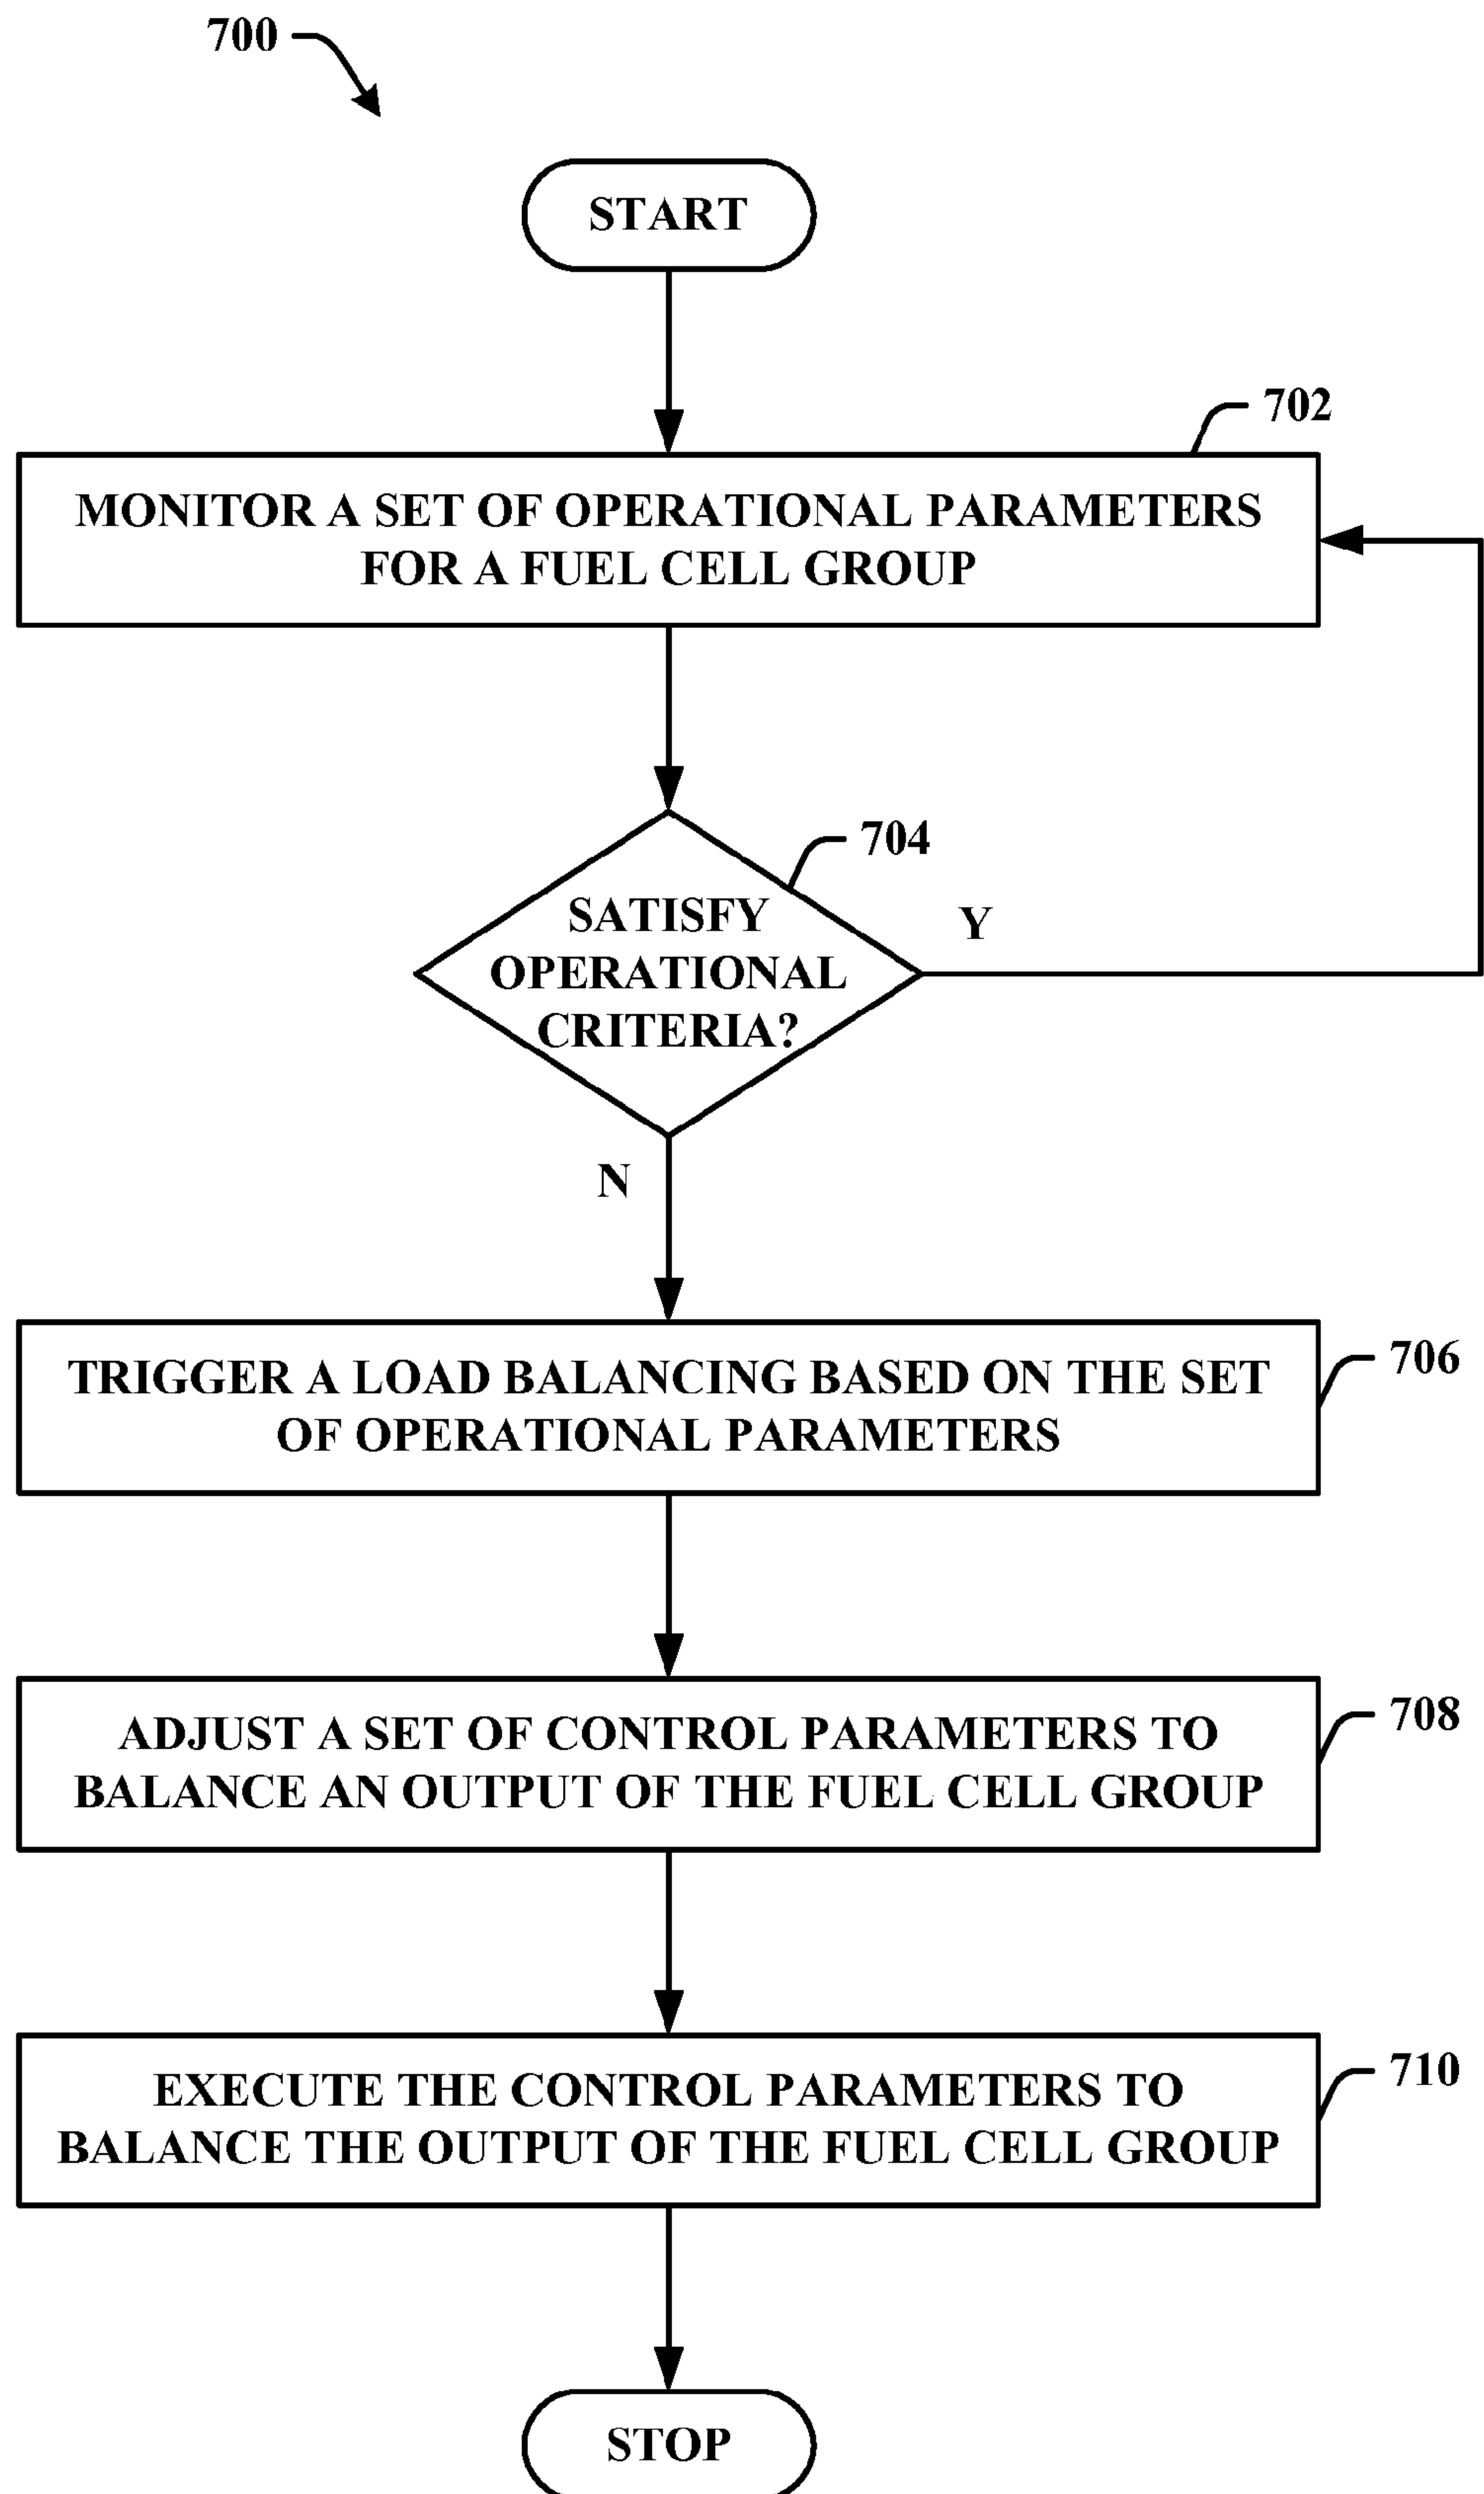 700
START
702
MONITOR A SET OF OPERATIONAL PARAMETERS
FOR A FUEL CELL GROUP
704
SATISFY
OPERATIONAL
CRITERIA?
Y
N
TRIGGER A LOAD BALANCING BASED ON THE SET
OF OPERATIONAL PARAMETERS
706
ADJUST A SET OF CONTROL PARAMETERS TO
BALANCE AN OUTPUT OF THE FUEL CELL GROUP
708
EXECUTE THE CONTROL PARAMETERS TO
BALANCE THE OUTPUT OF THE FUEL CELL GROUP
710
STOP